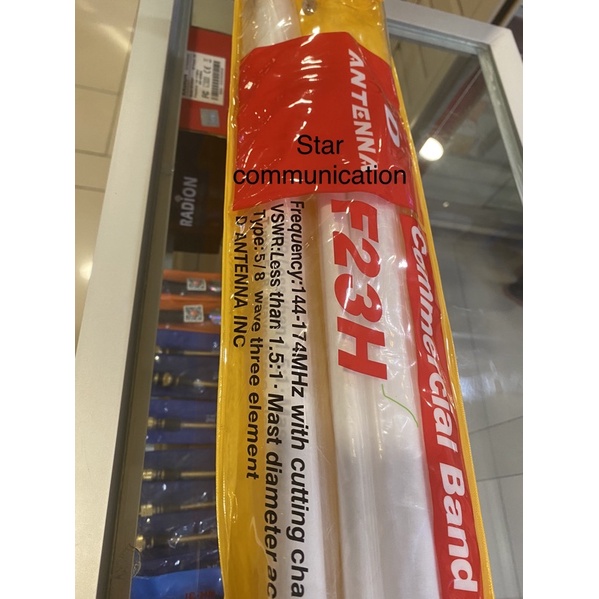 D
ANTENNA
Star
communication
F23H
Commercial Band
Frequency:144-174MHz with cutting cha
VSWR:Less than 1.5:1 · Mast diameter ac
Type: 5/8 wave three element
D ANTENNA INC
RADION